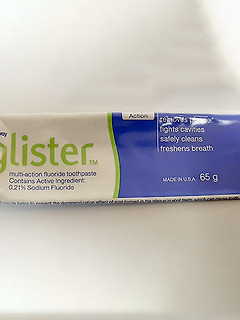 glister™
multi-action fluoride toothpaste
Contains Active Ingredient:
0.21% Sodium Fluoride
Action
removes
fights cavities
safely cleans
freshens breath
MADE IN U.S.A. 65 g